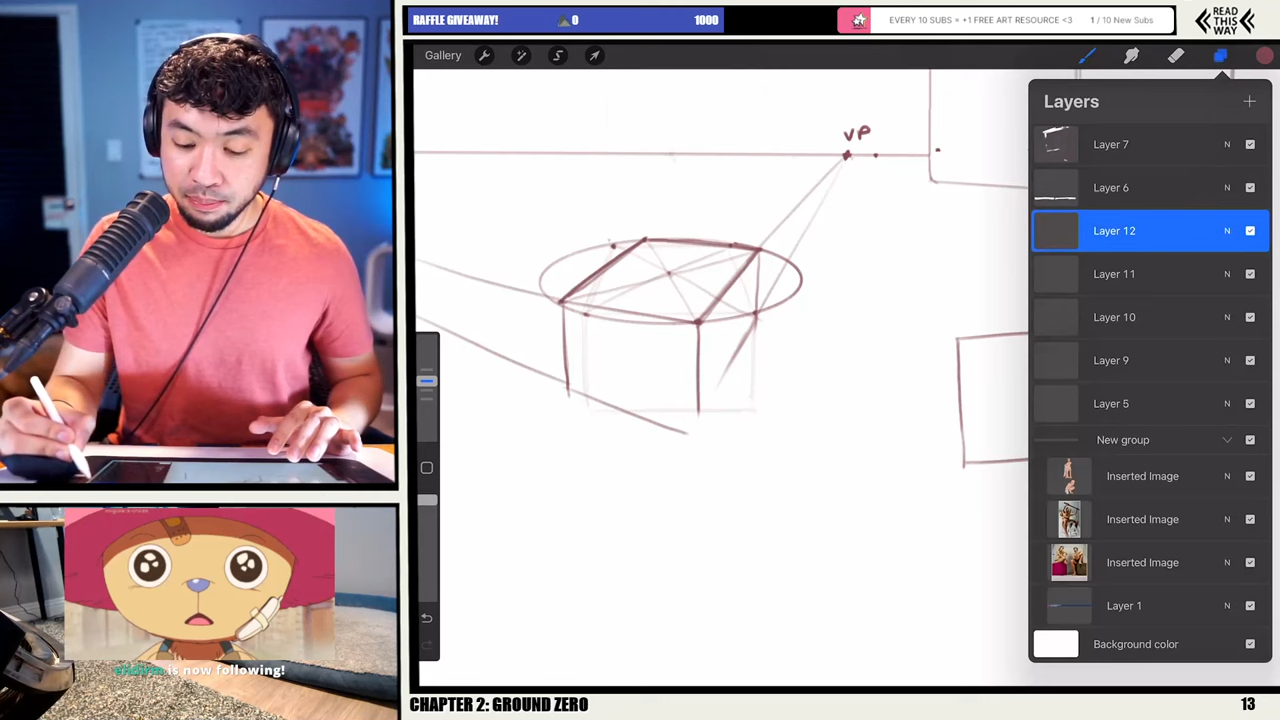 RAFFLE GIVEAWAY!
0
1000
EVERY 10 SUBS = +1 FREE ART RESOURCE <3
1 / 10 New Subs
READ
THIS
WAY
Gallery
Layers
VP
Layer 7 N
Layer 6 N
Layer 12 N
Layer 11 N
Layer 10 N
Layer 9 N
Layer 5 N
New group
Inserted Image N
Inserted Image N
Inserted Image N
Layer 1 N
Background color
is now following!
CHAPTER 2: GROUND ZERO
13